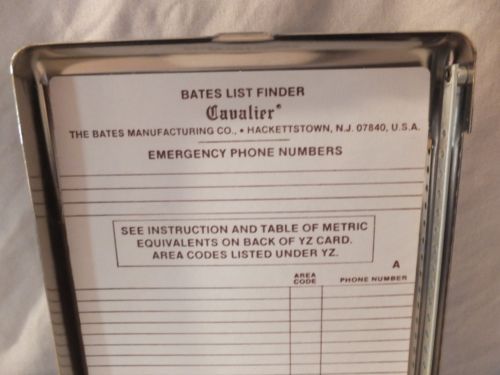 BATES LIST FINDER
Cavalier®
THE BATES MANUFACTURING CO., • HACKETTSTOWN, N.J. 07840, U.S.A.
EMERGENCY PHONE NUMBERS
SEE INSTRUCTION AND TABLE OF METRIC
EQUIVALENTS ON BACK OF YZ CARD.
AREA CODES LISTED UNDER YZ.
A
AREA
CODE
PHONE NUMBER